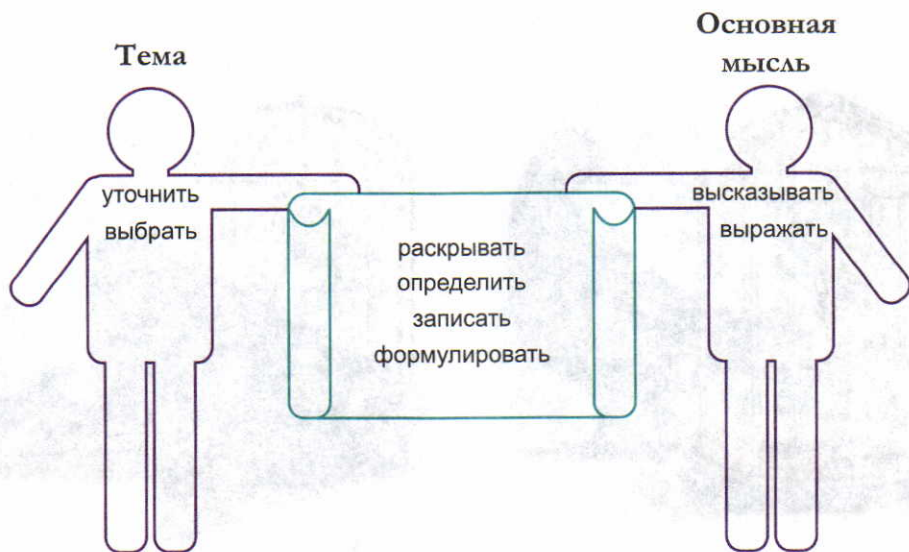 Тема
Основная
мысль
уточнить
выбрать
раскрывать
определить
записать
формулировать
высказывать
выражать